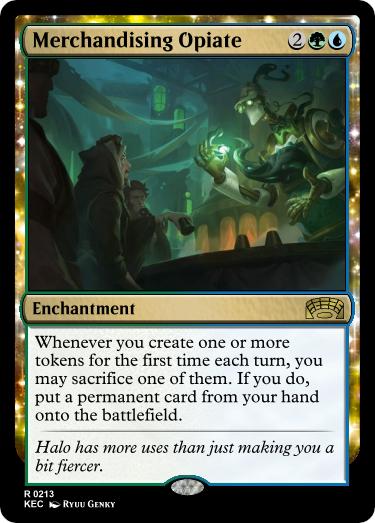 Merchandising Opiate 2
Enchantment
Whenever you create one or more
tokens for the first time each turn, you
may sacrifice one of them. If you do,
put a permanent card from your hand
onto the battlefield.
Halo has more uses than just making you a
bit fiercer.
R 0213
KEC Ryuu Genky